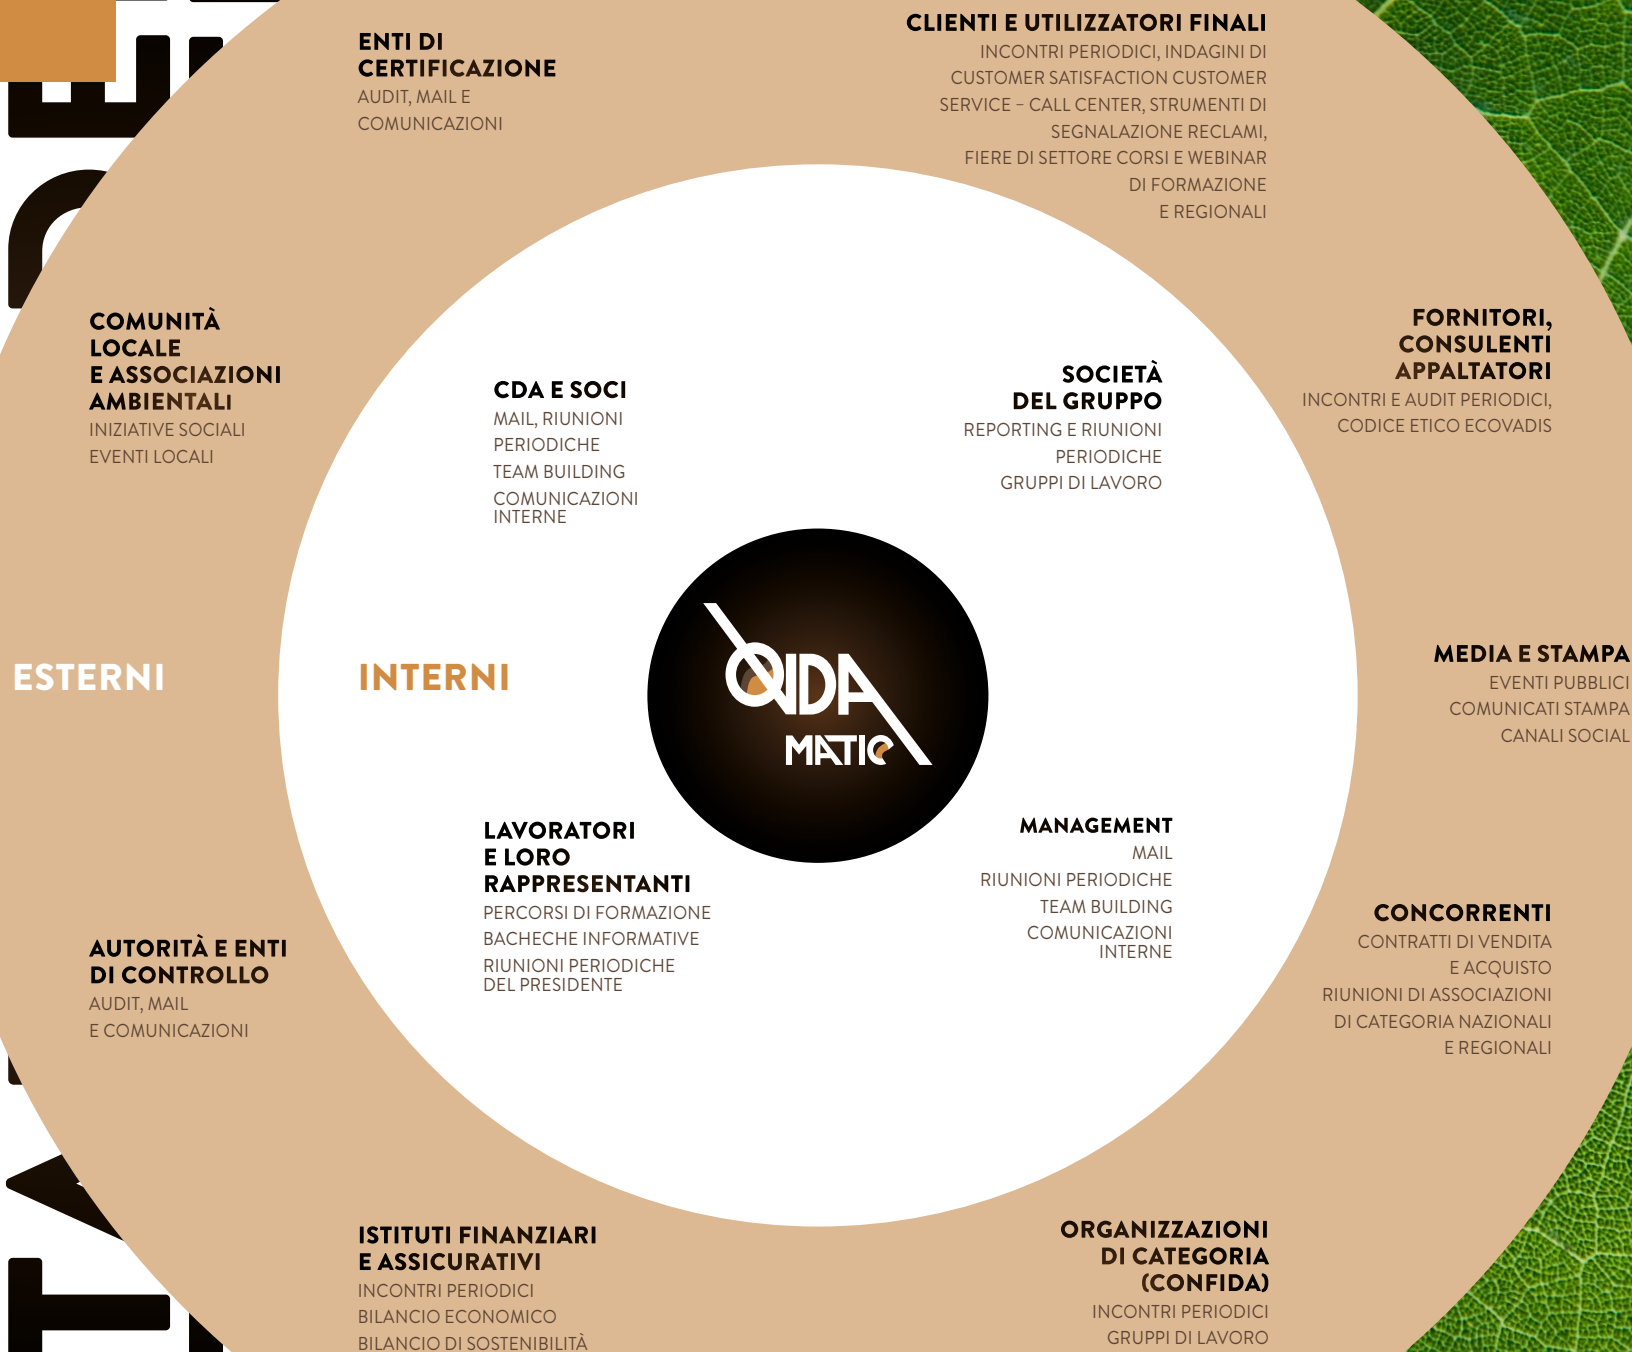 ENTI DI
CERTIFICAZIONE
AUDIT, MAIL E
COMUNICAZIONI
CLIENTI E UTILIZZATORI FINALI
INCONTRI PERIODICI, INDAGINI DI
CUSTOMER SATISFACTION CUSTOMER
SERVICE – CALL CENTER, STRUMENTI DI
SEGNALAZIONE RECLAMI,
FIERE DI SETTORE CORSI E WEBINAR
DI FORMAZIONE
E REGIONALI
COMUNITÀ
LOCALE
E ASSOCIAZIONI
AMBIENTALI
INIZIATIVE SOCIALI
EVENTI LOCALI
CDA E SOCI
MAIL, RIUNIONI
PERIODICHE
TEAM BUILDING
COMUNICAZIONI
INTERNE
SOCIETÀ
DEL GRUPPO
REPORTING E RIUNIONI
PERIODICHE
GRUPPI DI LAVORO
FORNITORI,
CONSULENTI
APPALTATORI
INCONTRI E AUDIT PERIODICI,
CODICE ETICO ECOVADIS
ESTERNI
INTERNI
QIDA
MATIC
MEDIA E STAMPA
EVENTI PUBBLICI
COMUNICATI STAMPA
CANALI SOCIAL
LAVORATORI
E LORO
RAPPRESENTANTI
PERCORSI DI FORMAZIONE
BACHECHE INFORMATIVE
RIUNIONI PERIODICHE
DEL PRESIDENTE
MANAGEMENT
MAIL
RIUNIONI PERIODICHE
TEAM BUILDING
COMUNICAZIONI
INTERNE
AUTORITÀ E ENTI
DI CONTROLLO
AUDIT, MAIL
E COMUNICAZIONI
CONCORRENTI
CONTRATTI DI VENDITA
E ACQUISTO
RIUNIONI DI ASSOCIAZIONI
DI CATEGORIA NAZIONALI
E REGIONALI
ISTITUTI FINANZIARI
E ASSICURATIVI
INCONTRI PERIODICI
BILANCIO ECONOMICO
BILANCIO DI SOSTENIBILITÀ
ORGANIZZAZIONI
DI CATEGORIA
(CONFIDA)
INCONTRI PERIODICI
GRUPPI DI LAVORO